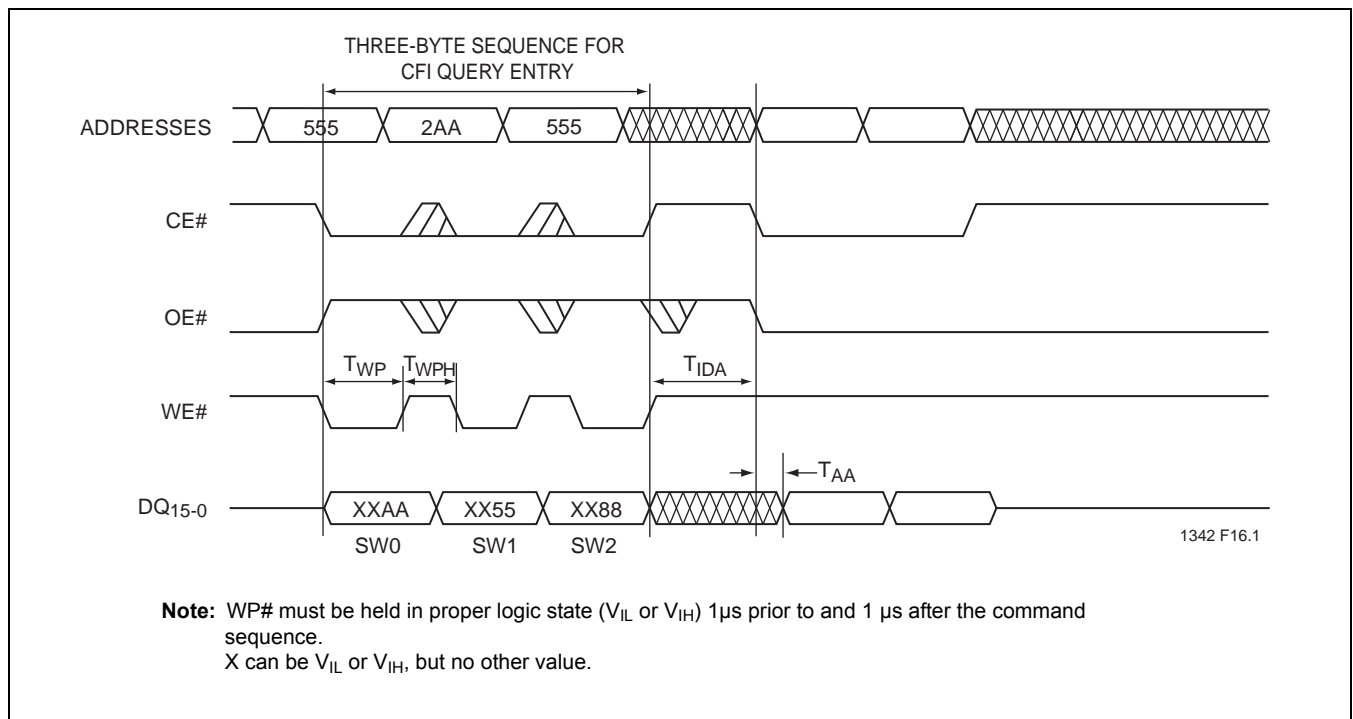 THREE-BYTE SEQUENCE FOR
CFI QUERY ENTRY
ADDRESSES 555 2AA 555
CE#
OE#
TWP TWPH TIDA
WE#
TAA
DQ15-0 XXAA XX55 XX88
SW0 SW1 SW2
1342 F16.1
Note: WP# must be held in proper logic state (VIL or VIH) 1µs prior to and 1 µs after the command
sequence.
X can be VIL or VIH, but no other value.